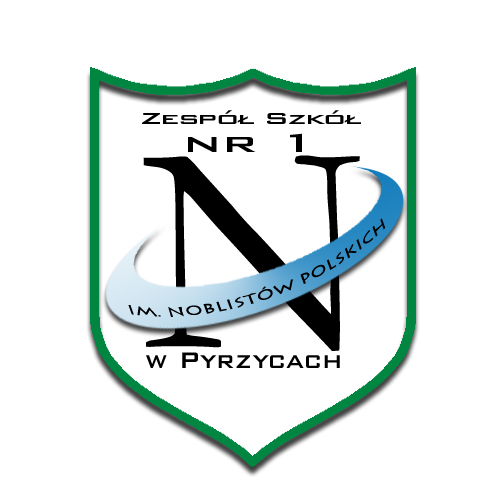 Zespół Szkół
NR 1
N
IM. NOBLISTÓW POLSKICH
w Pyrzycach